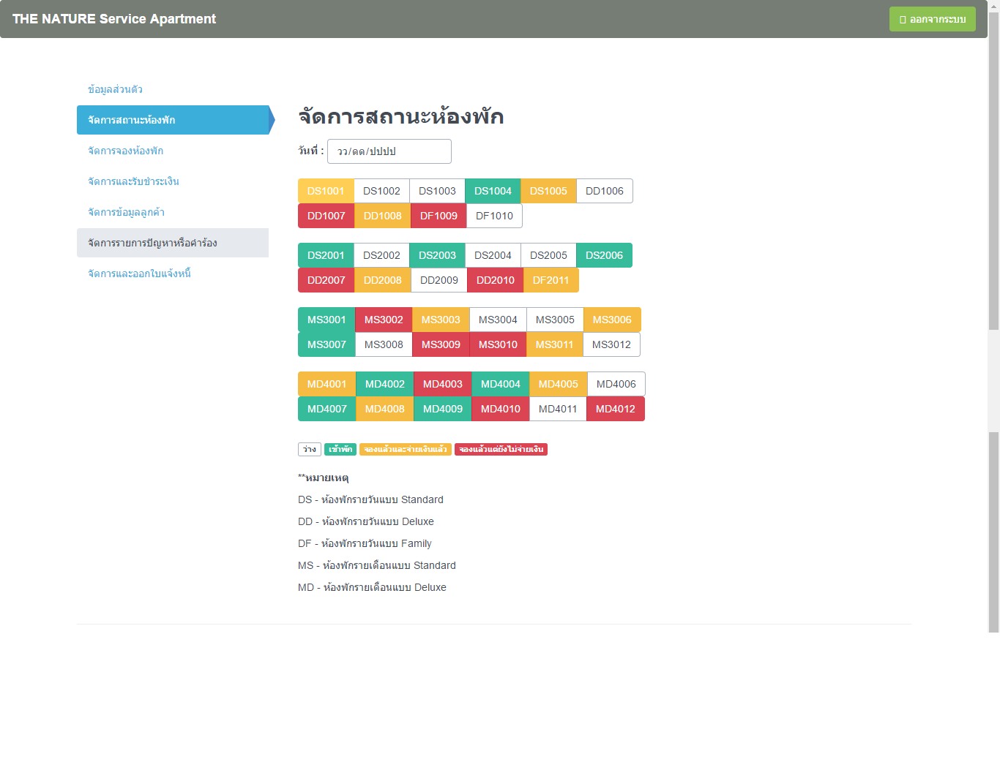 THE NATURE Service Apartment
ออกจากระบบ
ข้อมูลส่วนตัว
จัดการสถานะห้องพัก
จัดการจองห้องพัก
จัดการและรับชำระเงิน
จัดการข้อมูลลูกค้า
จัดการรายการปัญหาหรือคำร้อง
จัดการและออกใบแจ้งหนี้
จัดการสถานะห้องพัก
วันที่ : วว/ดด/ปปปป
DS1001 DS1002 DS1003 DS1004 DS1005 DD1006
DD1007 DD1008 DF1009 DF1010
DS2001 DS2002 DS2003 DS2004 DS2005 DS2006
DD2007 DD2008 DD2009 DD2010 DF2011
MS3001 MS3002 MS3003 MS3004 MS3005 MS3006
MS3007 MS3008 MS3009 MS3010 MS3011 MS3012
MD4001 MD4002 MD4003 MD4004 MD4005 MD4006
MD4007 MD4008 MD4009 MD4010 MD4011 MD4012
ว่าง เข้าพัก จองแล้วและจ่ายเงินแล้ว จองแล้วแต่ยังไม่จ่ายเงิน
**หมายเหตุ
DS - ห้องพักรายวันแบบ Standard
DD - ห้องพักรายวันแบบ Deluxe
DF - ห้องพักรายวันแบบ Family
MS - ห้องพักรายเดือนแบบ Standard
MD - ห้องพักรายเดือนแบบ Deluxe